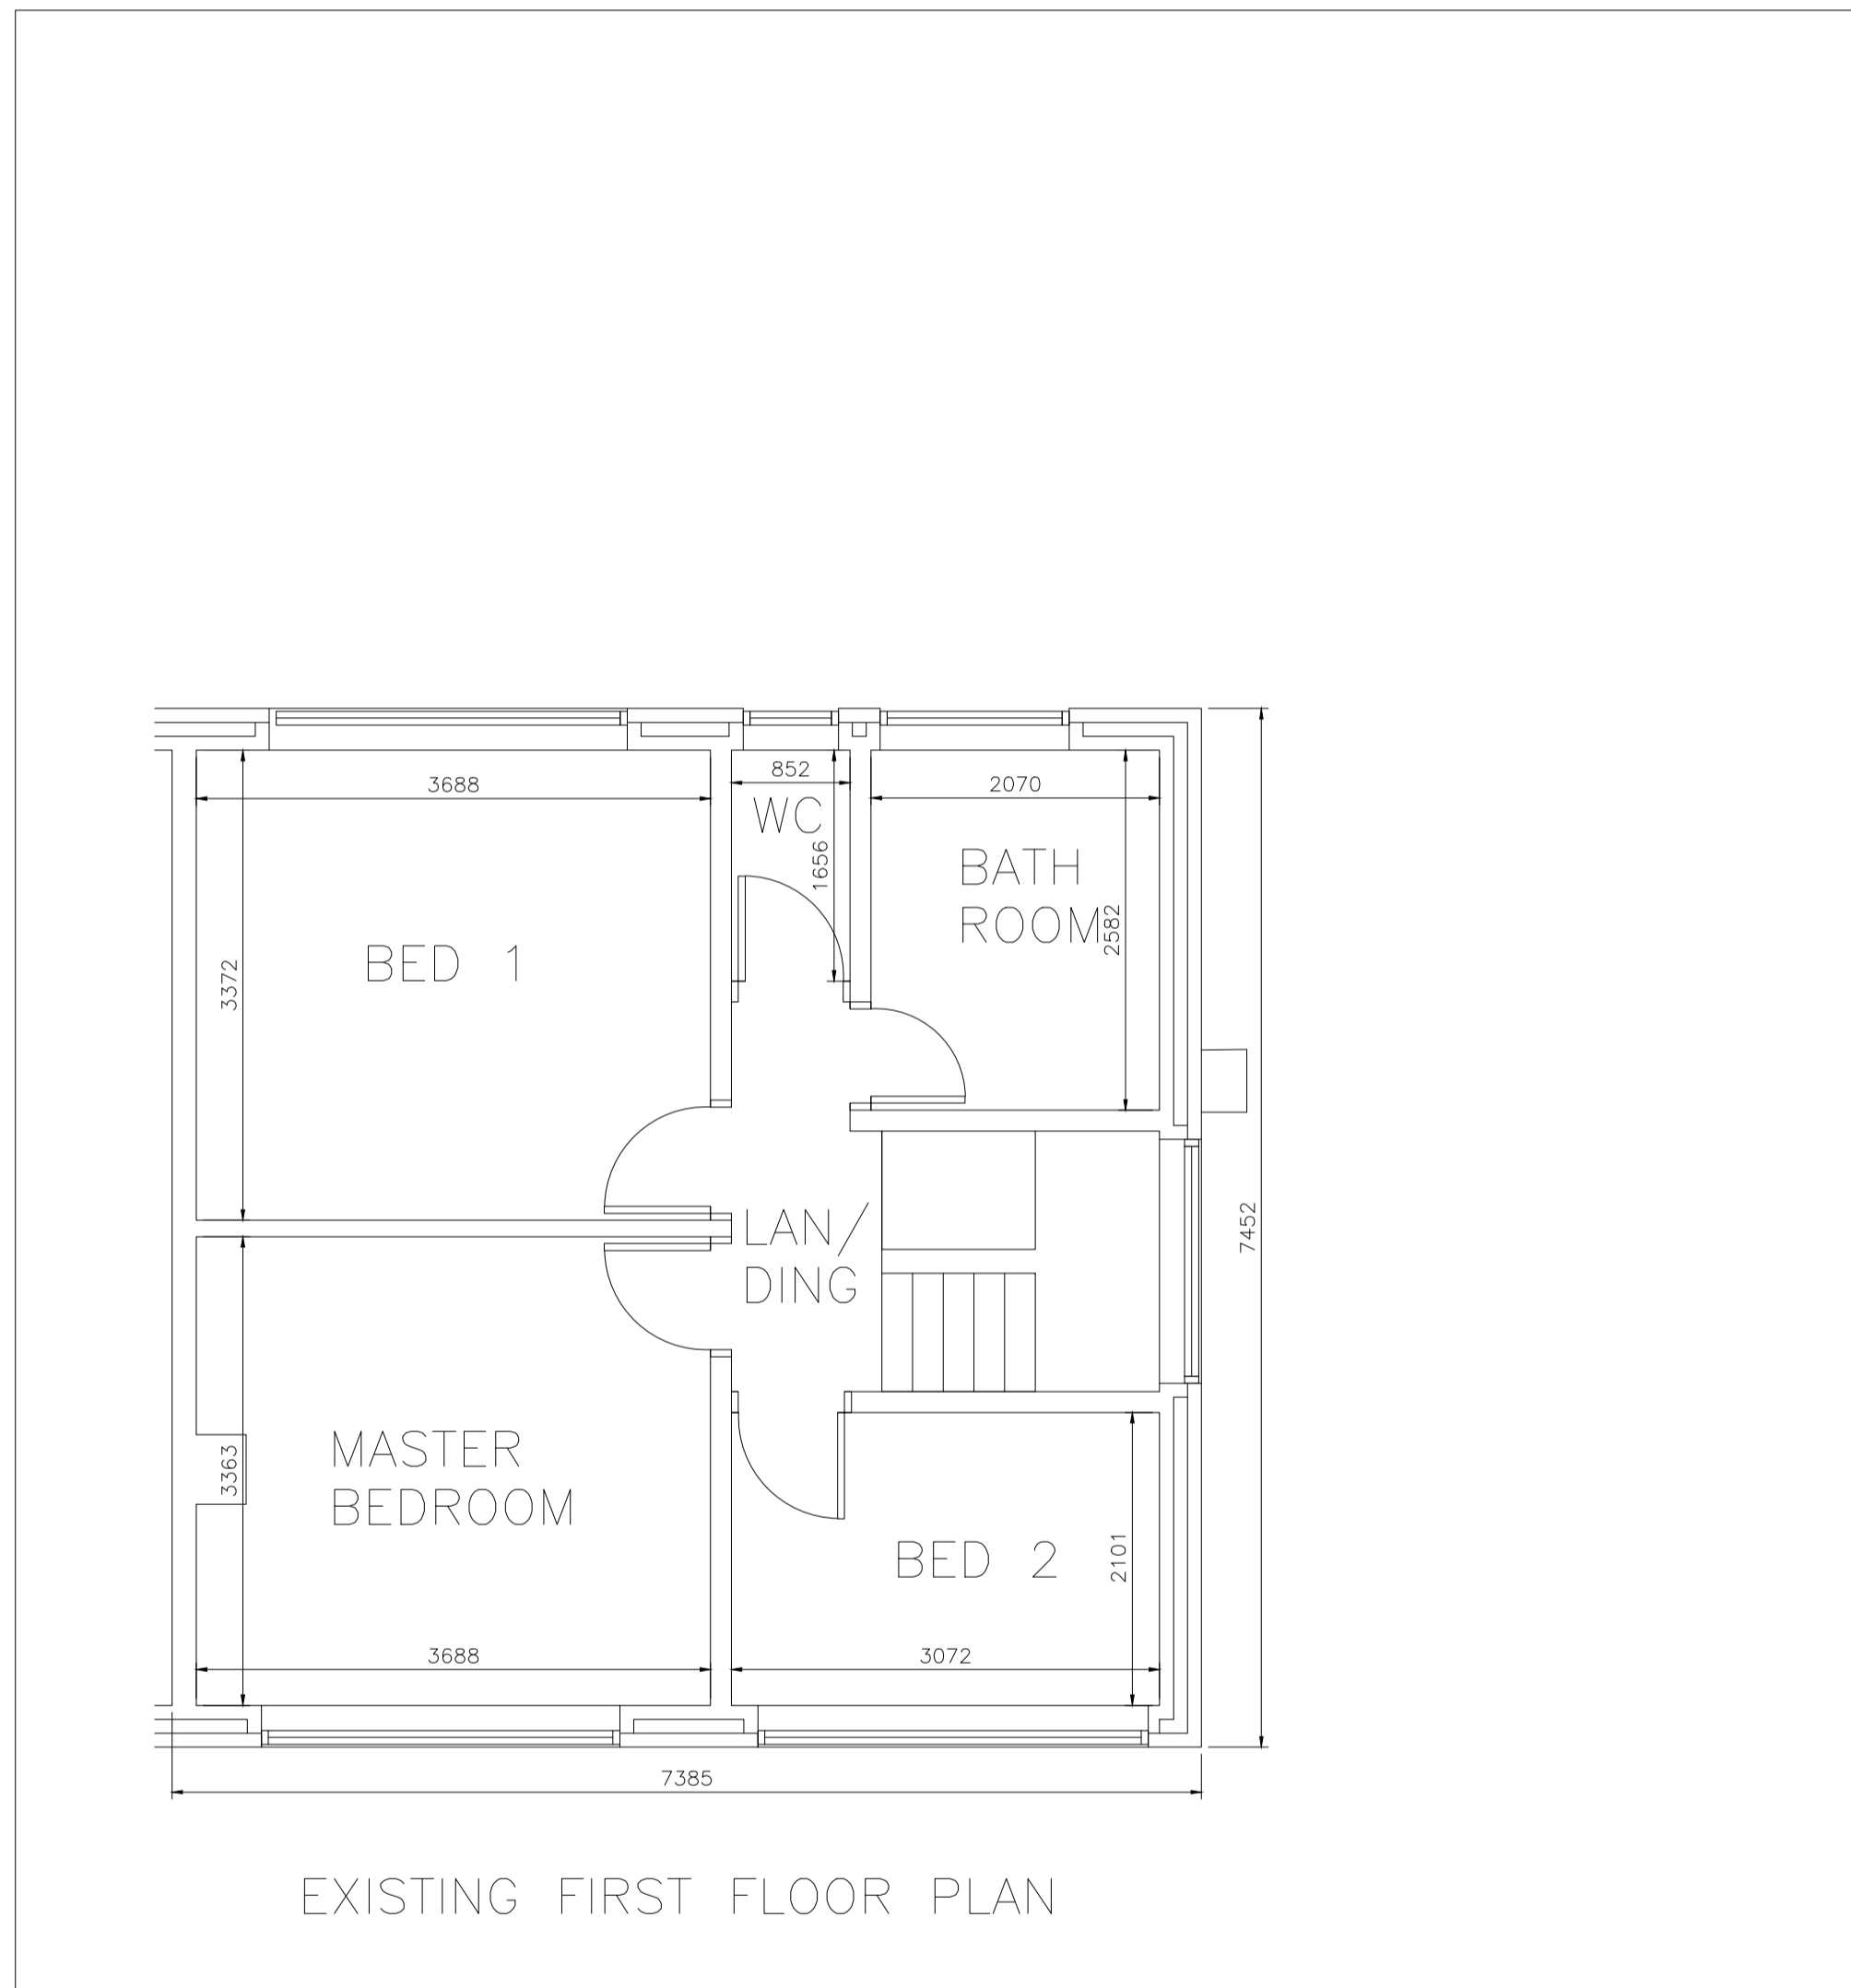 3688
852
2070
WC
1656
BATH
ROOM
2582
BED 1
3372
LAN/
DING
7452
MASTER
BEDROOM
3363
BED 2
2101
3688
3072
7385
EXISTING FIRST FLOOR PLAN